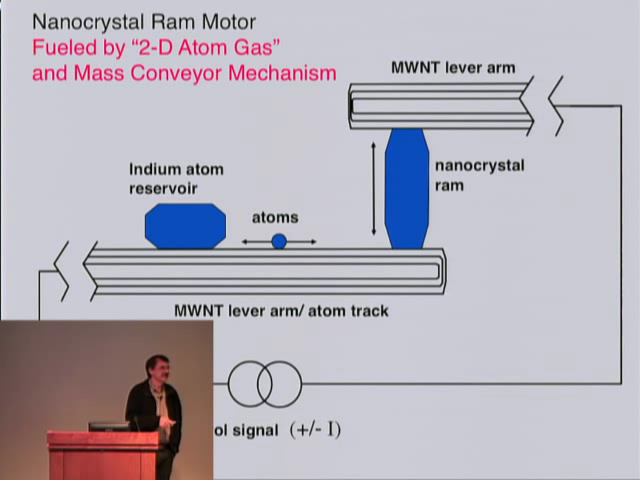 Nanocrystal Ram Motor
Fueled by “2-D Atom Gas”
and Mass Conveyor Mechanism
MWNT lever arm
Indium atom
reservoir
atoms
nanocrystal
ram
MWNT lever arm/ atom track
ol signal (+/- I)